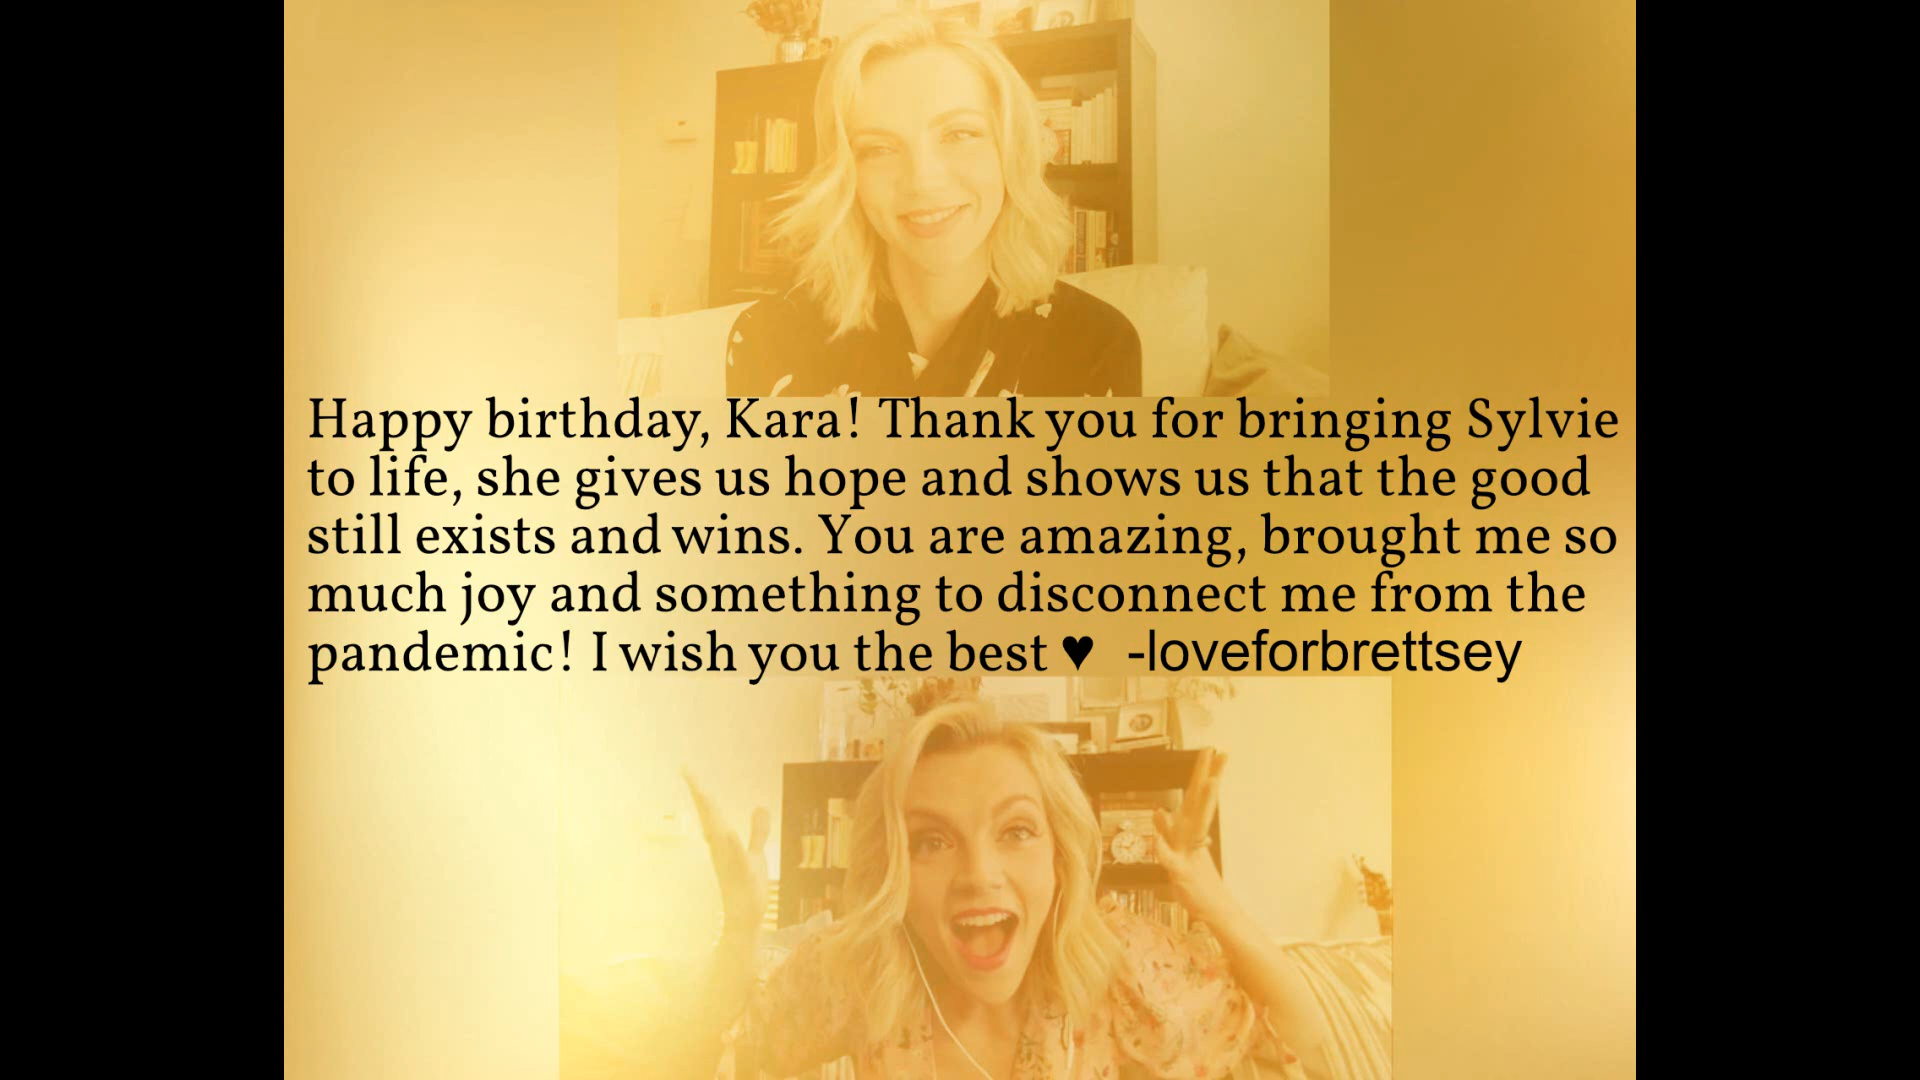 Happy birthday, Kara! Thank you for bringing Sylvie
to life, she gives us hope and shows us that the good
still exists and wins. You are amazing, brought me so
much joy and something to disconnect me from the
pandemic! I wish you the best ♥ -loveforbrettsey